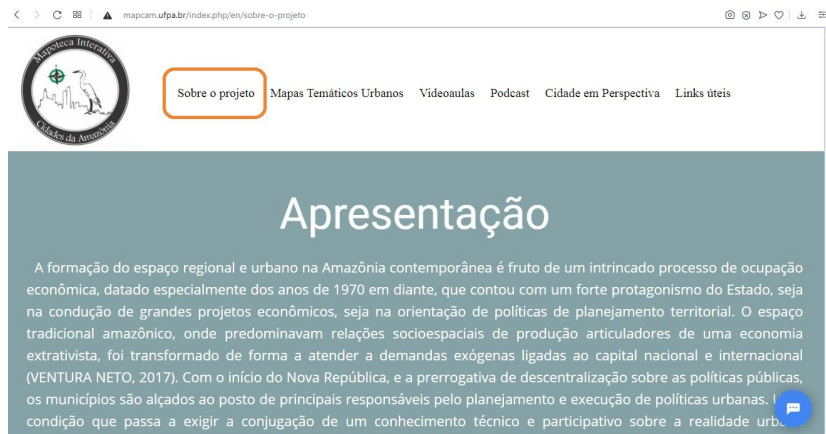 mapcam.ufpa.br/index.php/en/sobre-o-projeto
Mapoteca Interativa
Cidades da Amazônia
Sobre o projeto Mapas Temáticos Urbanos Videoaulas Podcast Cidade em Perspectiva Links úteis
Apresentação
A formação do espaço regional e urbano na Amazônia contemporânea é fruto de um intrincado processo de ocupação
econômica, datado especialmente dos anos de 1970 em diante, que contou com um forte protagonismo do Estado, seja
na condução de grandes projetos econômicos, seja na orientação de políticas de planejamento territorial. O espaço
tradicional amazônico, onde predominavam relações socioespaciais de produção articuladores de uma economia
extrativista, foi transformado de forma a atender a demandas exógenas ligadas ao capital nacional e internacional
(VENTURA NETO, 2017). Com o início do Nova República, e a prerrogativa de descentralização sobre as políticas públicas,
os municípios são alçados ao posto de principais responsáveis pelo planejamento e execução de políticas urbanas.
condição que passa a exigir a conjugação de um conhecimento técnico e participativo sobre a realidade